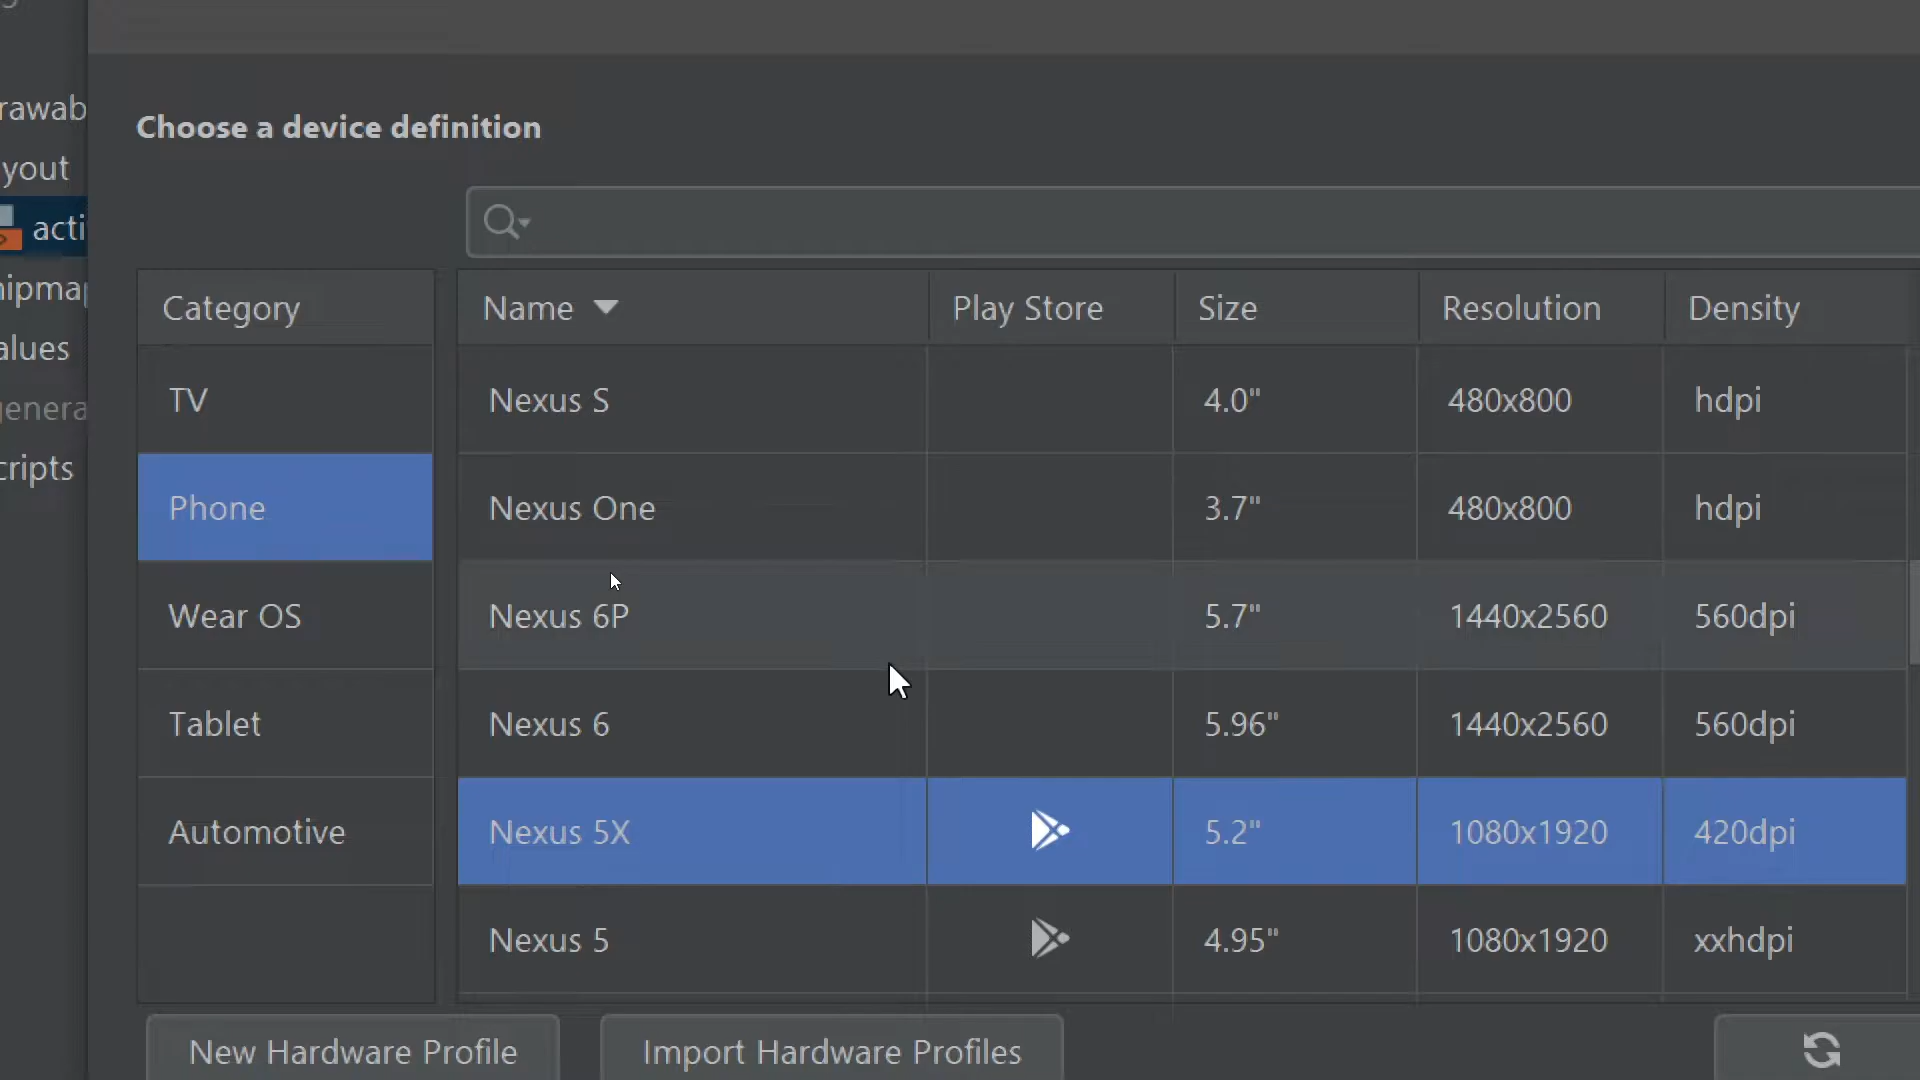 rawab
yout
acti
ipma
alues
genera
cripts
Choose a device definition
Category
TV
Phone
Wear OS
Tablet
Automotive
Name Play Store Size Resolution Density
Nexus S 4.0" 480x800 hdpi
Nexus One 3.7" 480x800 hdpi
Nexus 6P 5.7" 1440x2560 560dpi
Nexus 6 5.96" 1440x2560 560dpi
Nexus 5X 5.2" 1080x1920 420dpi
Nexus 5 4.95" 1080x1920 xxhdpi
New Hardware Profile Import Hardware Profiles